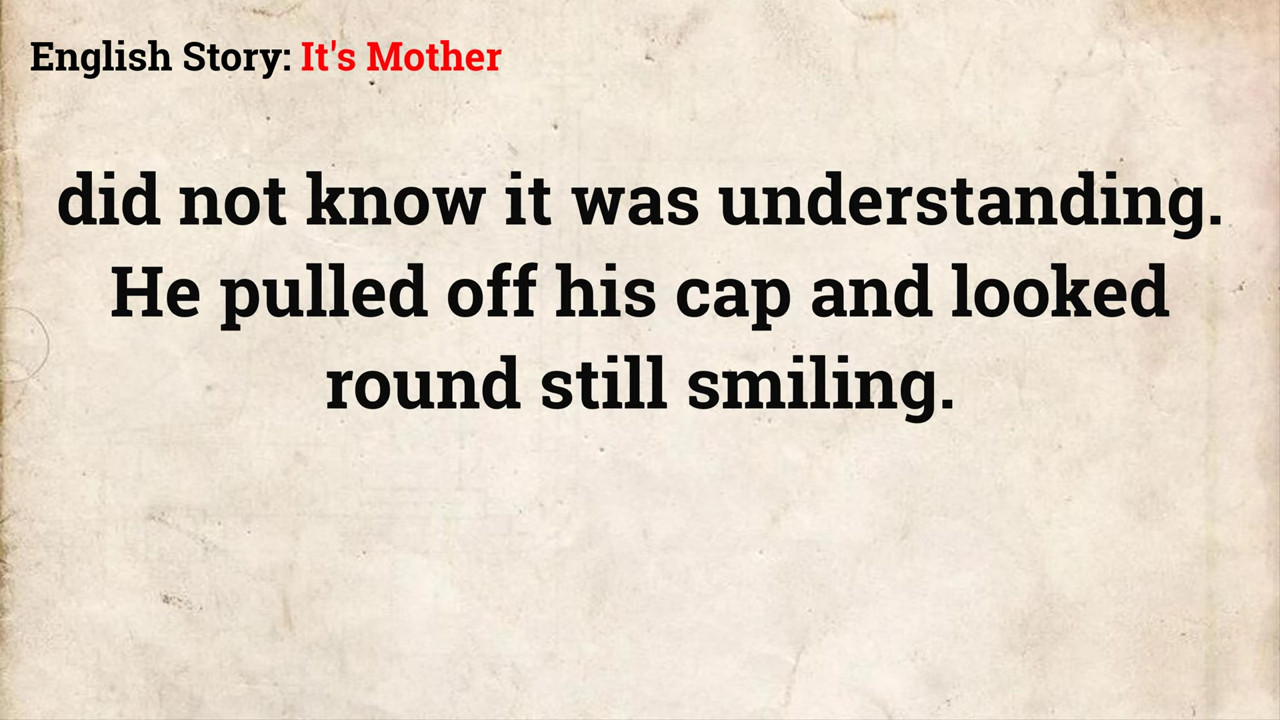 English Story: It's Mother
did not know it was understanding.
He pulled off his cap and looked
round still smiling.